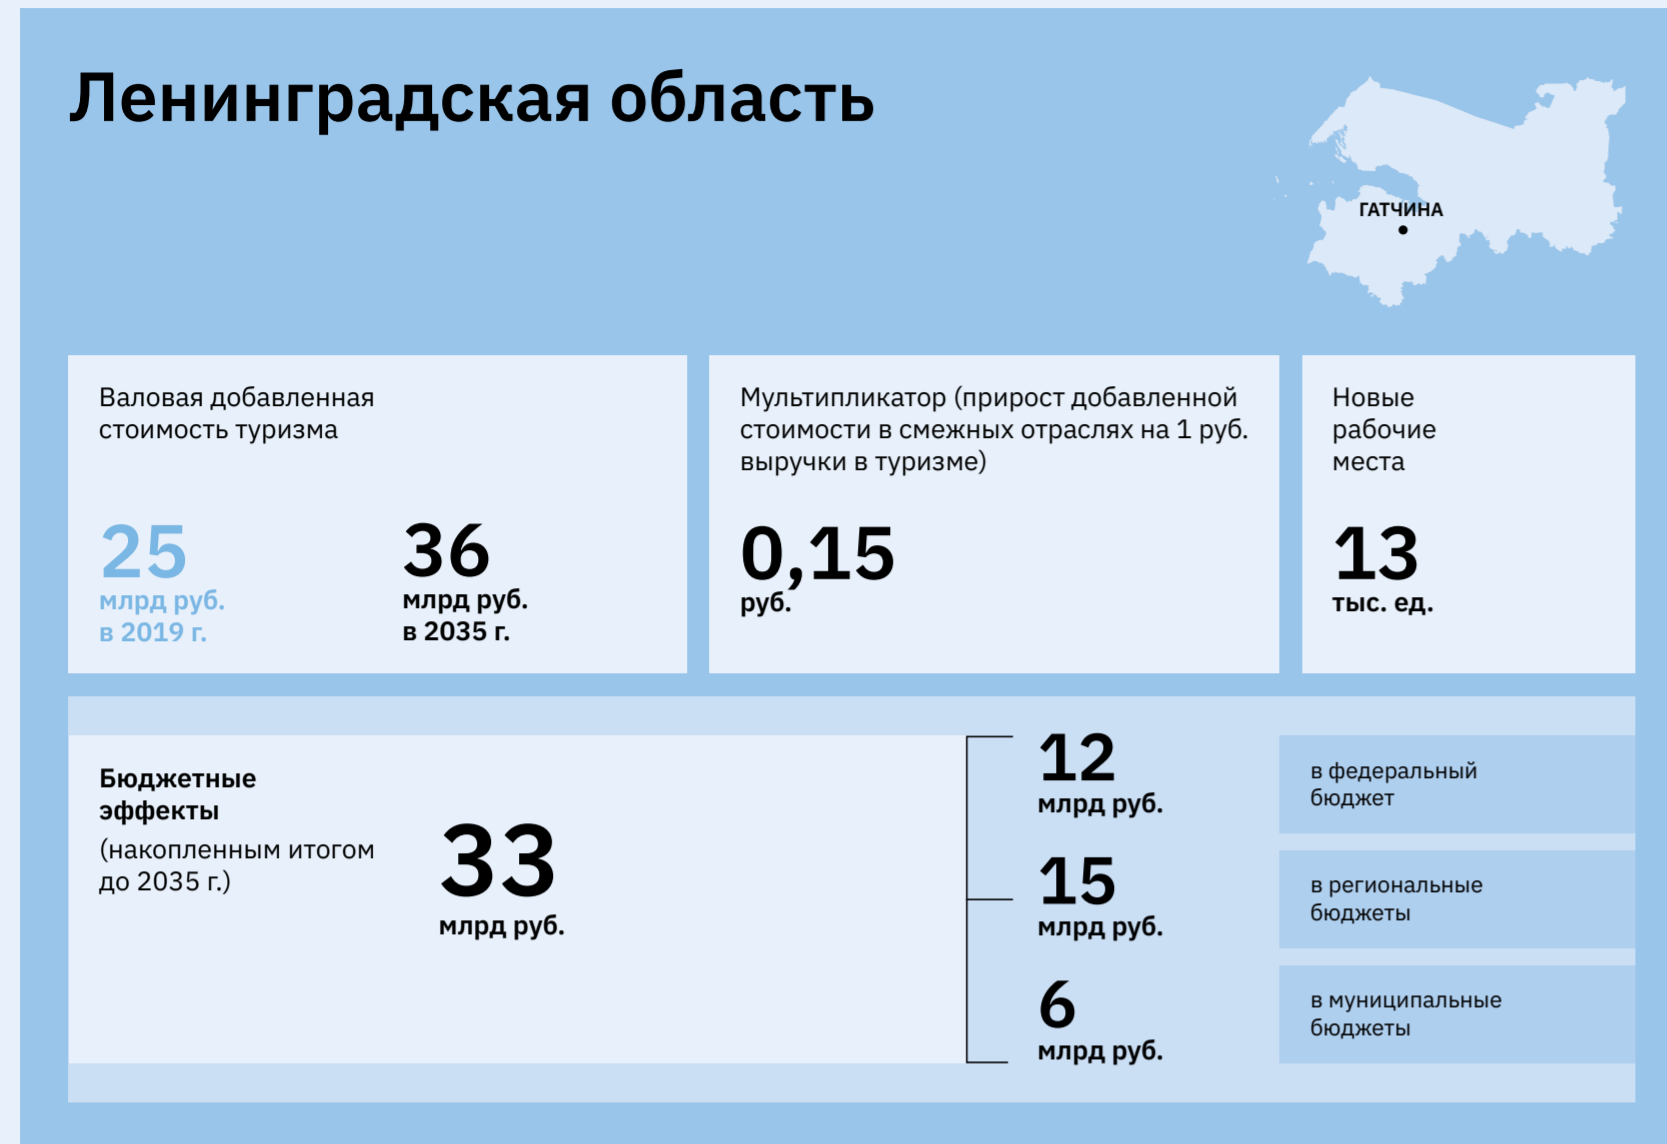 Ленинградская область
ГАТЧИНА
Валовая добавленная
стоимость туризма
25
млрд руб.
в 2019 г.
36
млрд руб.
в 2035 г.
Мультипликатор (прирост добавленной
стоимости в смежных отраслях на 1 руб.
выручки в туризме)
0,15
руб.
Новые
рабочие
места
13
тыс. ед.
Бюджетные
эффекты
(накопленным итогом
до 2035 г.)
33
млрд руб.
12
млрд руб.
в федеральный
бюджет
15
млрд руб.
в региональные
бюджеты
6
млрд руб.
в муниципальные
бюджеты